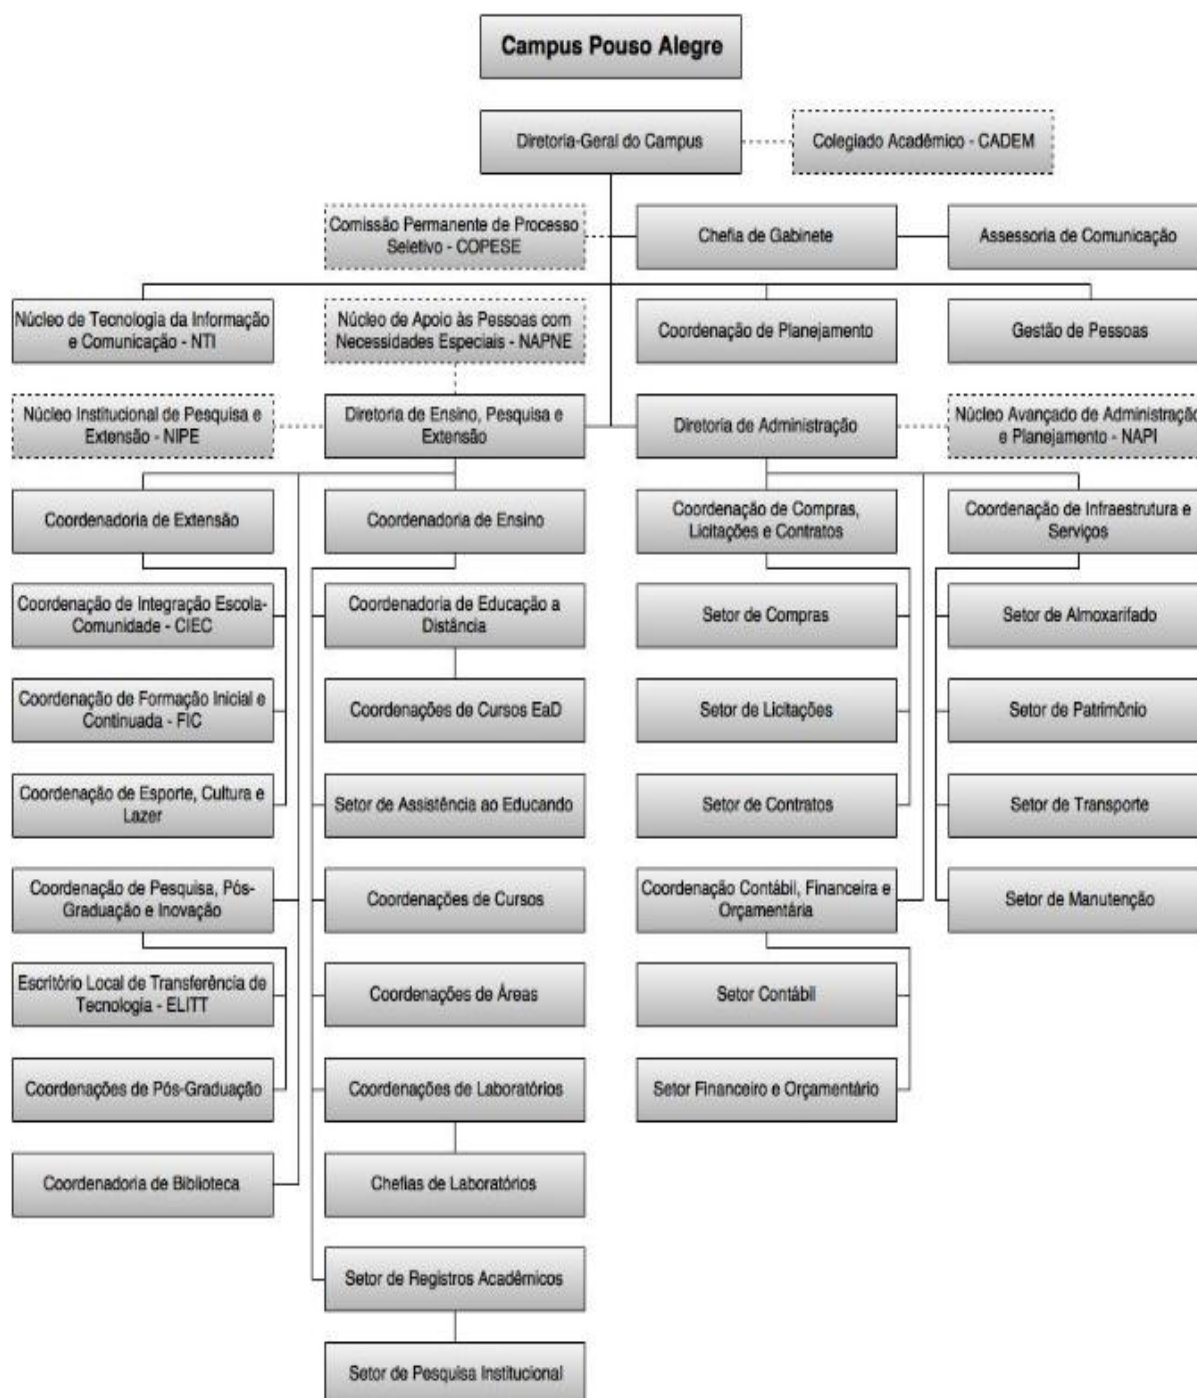 Campus Pouso Alegre
Diretoria-Geral do Campus
Colegiado Acadêmico - CADEM
Comissão Permanente de Processo
Seletivo - COPESE
Chefia de Gabinete
Assessoria de Comunicação
Núcleo de Tecnologia da Informação
e Comunicação - NTI
Núcleo de Apoio às Pessoas com
Necessidades Especiais - NAPNE
Coordenação de Planejamento
Gestão de Pessoas
Núcleo Institucional de Pesquisa e
Extensão - NIPE
Diretoria de Ensino, Pesquisa e
Extensão
Diretoria de Administração
Núcleo Avançado de Administração
e Planejamento - NAPI
Coordenadoria de Extensão
Coordenadoria de Ensino
Coordenação de Compras,
Licitações e Contratos
Coordenação de Infraestrutura e
Serviços
Coordenação de Integração Escola-
Comunidade - CIEC
Coordenadoria de Educação a
Distância
Setor de Compras
Setor de Almoxarifado
Coordenação de Formação Inicial e
Continuada - FIC
Coordenações de Cursos EaD
Setor de Licitações
Setor de Patrimônio
Coordenação de Esporte, Cultura e
Lazer
Setor de Assistência ao Educando
Setor de Contratos
Setor de Transporte
Coordenação de Pesquisa, Pós-
Graduação e Inovação
Coordenações de Cursos
Coordenação Contábil, Financeira e
Orçamentária
Setor de Manutenção
Escritório Local de Transferência de
Tecnologia - ELITT
Coordenações de Áreas
Setor Contábil
Coordenações de Pós-Graduação
Coordenações de Laboratórios
Setor Financeiro e Orçamentário
Coordenadoria de Biblioteca
Chefias de Laboratórios
Setor de Registros Acadêmicos
Setor de Pesquisa Institucional